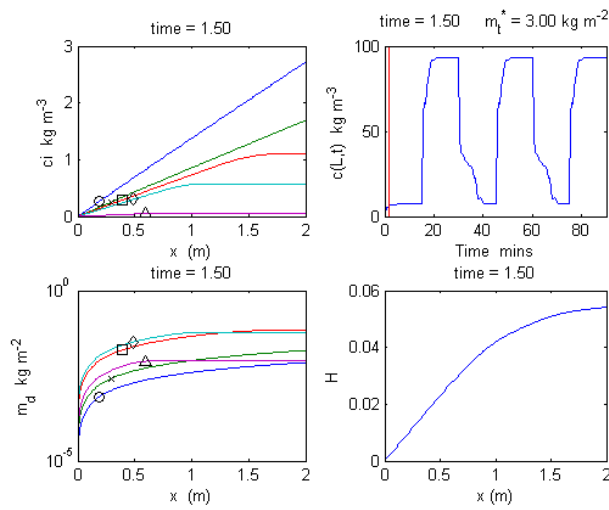 time = 1.50
time = 1.50 m_t^* = 3.00 kg m^-2
3
2
1
0
ci kg m^-3
0 0.5 1 1.5 2
x (m)
100
50
0
c(L,t) kg m^-3
20 40 60 80
Time mins
time = 1.50
10^0
10^-5
m_d kg m^-2
0 0.5 1 1.5 2
x (m)
time = 1.50
0.06
0.04
0.02
0
H
0 0.5 1 1.5 2
x (m)